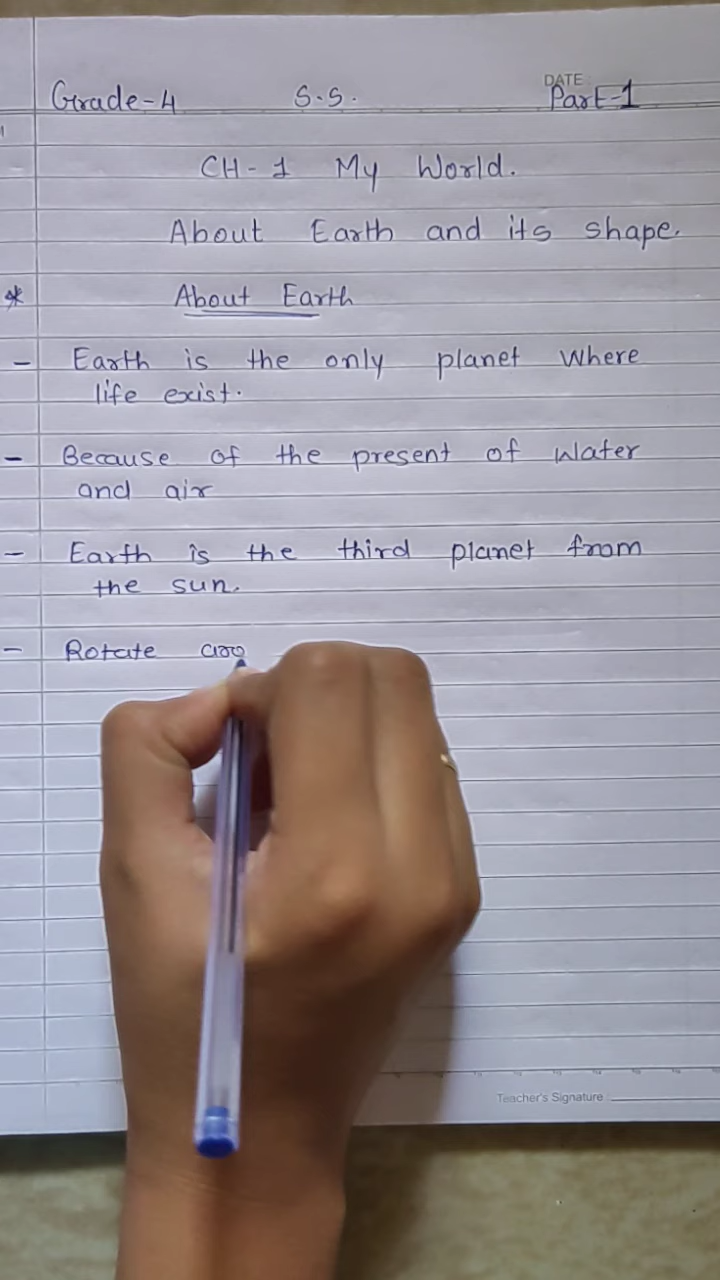 Grade-4 S.S. DATE Part-1
CH-1 My World.
About Earth and its shape.
* About Earth
- Earth is the only planet where
life exist.
- Because of the present of water
and air
- Earth is the third planet from
the sun.
- Rotate aro
Teacher's Signature